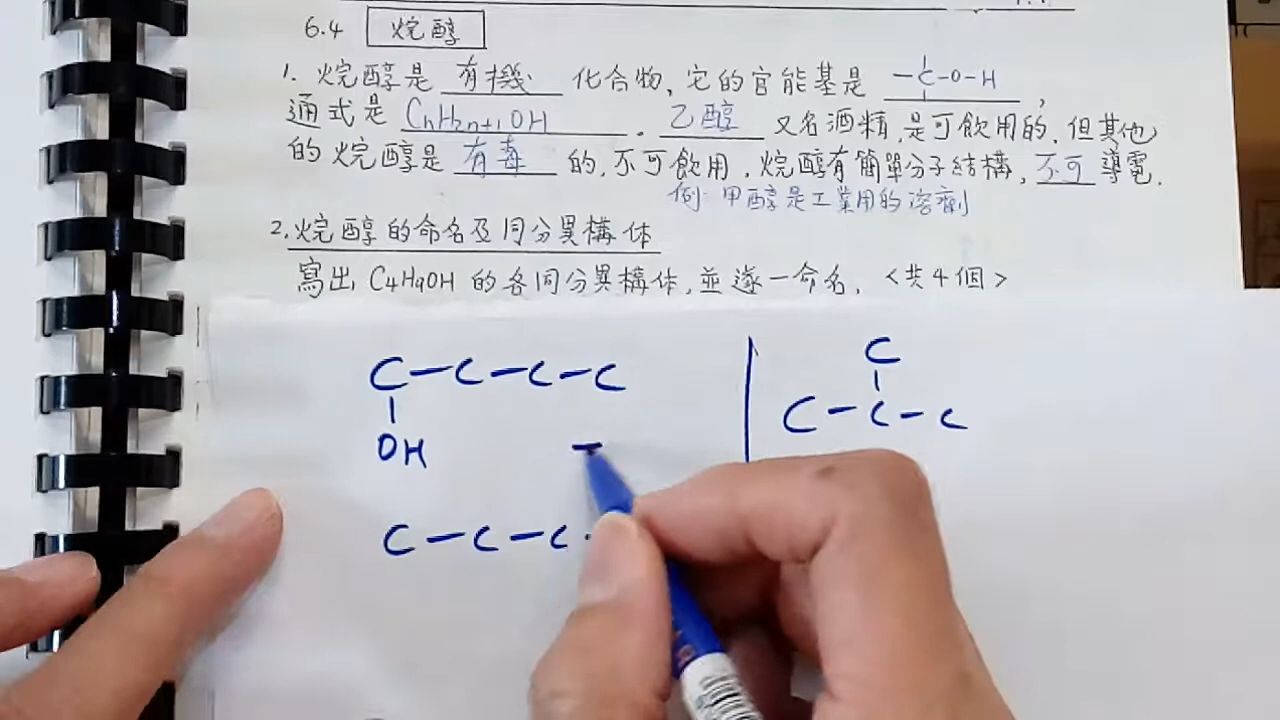 6.4 烷醇
1. 烷醇是 有機 化合物, 它的官能基是 -C-O-H,
通式是 CnH2n+1OH. 乙醇 又名酒精, 是可飲用的, 但其他
的烷醇是 有毒 的, 不可飲用, 烷醇有簡單分子結構, 不可 導電.
例: 甲醇是工業用的溶劑
2. 烷醇的命名及同分異構体
寫出 C4H9OH 的各同分異構体, 並逐一命名. <共4個>
C-C-C-C
OH
C
C-C-C
C-C-C